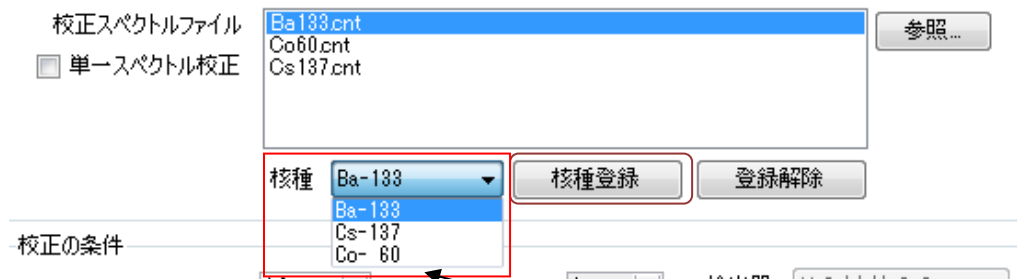 校正スペクトルファイル
Ba133.cnt
Co60.cnt
Cs137.cnt
参照...
単一スペクトル校正
核種
Ba-133
核種登録
登録解除
Ba-133
Cs-137
Co- 60
校正の条件